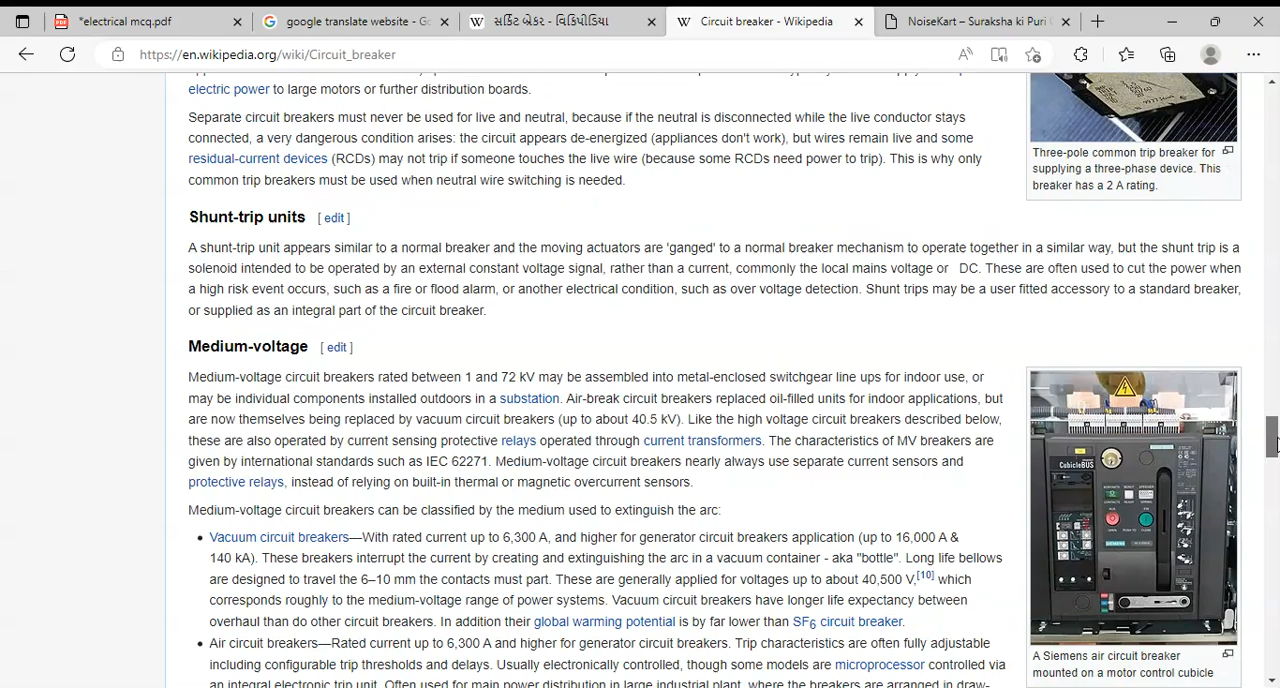 *electrical mcq.pdf
google translate website - G
સર્કિટ બ્રેકર - વિકિપીડિયા
Circuit breaker - Wikipedia
NoiseKart – Suraksha ki Puri
https://en.wikipedia.org/wiki/Circuit_breaker
electric power to large motors or further distribution boards.
Separate circuit breakers must never be used for live and neutral, because if the neutral is disconnected while the live conductor stays
connected, a very dangerous condition arises: the circuit appears de-energized (appliances don't work), but wires remain live and some
residual-current devices (RCDs) may not trip if someone touches the live wire (because some RCDs need power to trip). This is why only
common trip breakers must be used when neutral wire switching is needed.
Three-pole common trip breaker for
supplying a three-phase device. This
breaker has a 2 A rating.
Shunt-trip units [ edit ]
A shunt-trip unit appears similar to a normal breaker and the moving actuators are 'ganged' to a normal breaker mechanism to operate together in a similar way, but the shunt trip is a
solenoid intended to be operated by an external constant voltage signal, rather than a current, commonly the local mains voltage or DC. These are often used to cut the power when
a high risk event occurs, such as a fire or flood alarm, or another electrical condition, such as over voltage detection. Shunt trips may be a user fitted accessory to a standard breaker,
or supplied as an integral part of the circuit breaker.
Medium-voltage [ edit ]
Medium-voltage circuit breakers rated between 1 and 72 kV may be assembled into metal-enclosed switchgear line ups for indoor use, or
may be individual components installed outdoors in a substation. Air-break circuit breakers replaced oil-filled units for indoor applications, but
are now themselves being replaced by vacuum circuit breakers (up to about 40.5 kV). Like the high voltage circuit breakers described below,
these are also operated by current sensing protective relays operated through current transformers. The characteristics of MV breakers are
given by international standards such as IEC 62271. Medium-voltage circuit breakers nearly always use separate current sensors and
protective relays, instead of relying on built-in thermal or magnetic overcurrent sensors.
Medium-voltage circuit breakers can be classified by the medium used to extinguish the arc:
Vacuum circuit breakers—With rated current up to 6,300 A, and higher for generator circuit breakers application (up to 16,000 A &
140 kA). These breakers interrupt the current by creating and extinguishing the arc in a vacuum container - aka "bottle". Long life bellows
are designed to travel the 6–10 mm the contacts must part. These are generally applied for voltages up to about 40,500 V,[10] which
corresponds roughly to the medium-voltage range of power systems. Vacuum circuit breakers have longer life expectancy between
overhaul than do other circuit breakers. In addition their global warming potential is by far lower than SF6 circuit breaker.
Air circuit breakers—Rated current up to 6,300 A and higher for generator circuit breakers. Trip characteristics are often fully adjustable
including configurable trip thresholds and delays. Usually electronically controlled, though some models are microprocessor controlled via
an integral electronic trip unit. Often used for main power distribution in large industrial plant, where the breakers are arranged in draw-
CubicleBUS
A Siemens air circuit breaker
mounted on a motor control cubicle